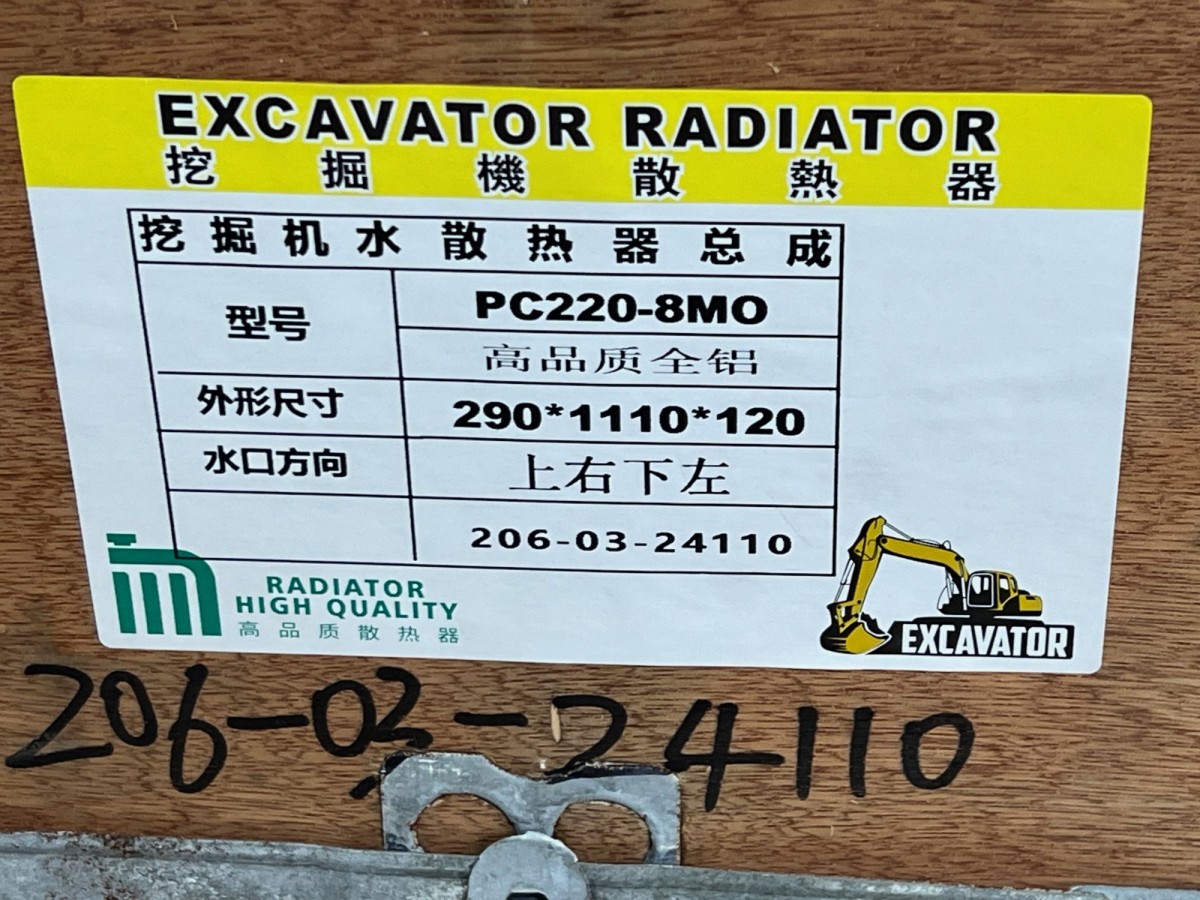 EXCAVATOR RADIATOR
挖掘機散熱器
挖掘机水散热器总成
型号
PC220-8MO
高品质全铝
外形尺寸
290*1110*120
水口方向
上右下左
206-03-24110
RADIATOR
HIGH QUALITY
高品质散热器
EXCAVATOR
206-03-24110